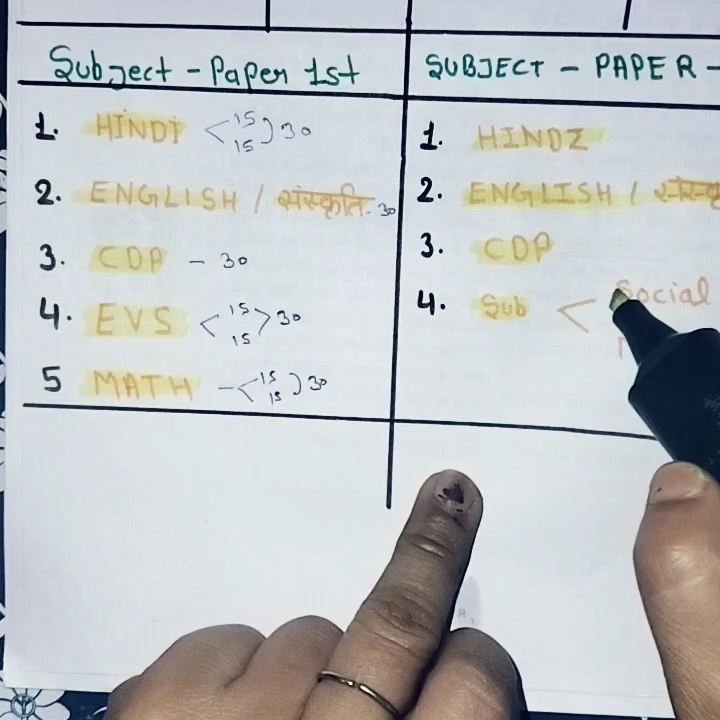 Subject - Paper 1st
1. HINDI < 15 15 ) 30
2. ENGLISH / संस्कृति - 30
3. CDP - 30
4. EVS < 15 15 > 30
5 MATH - < 15 15 ) 30
SUBJECT - PAPER -
1. HINDI
2. ENGLISH /
3. CDP
4. Sub < Social